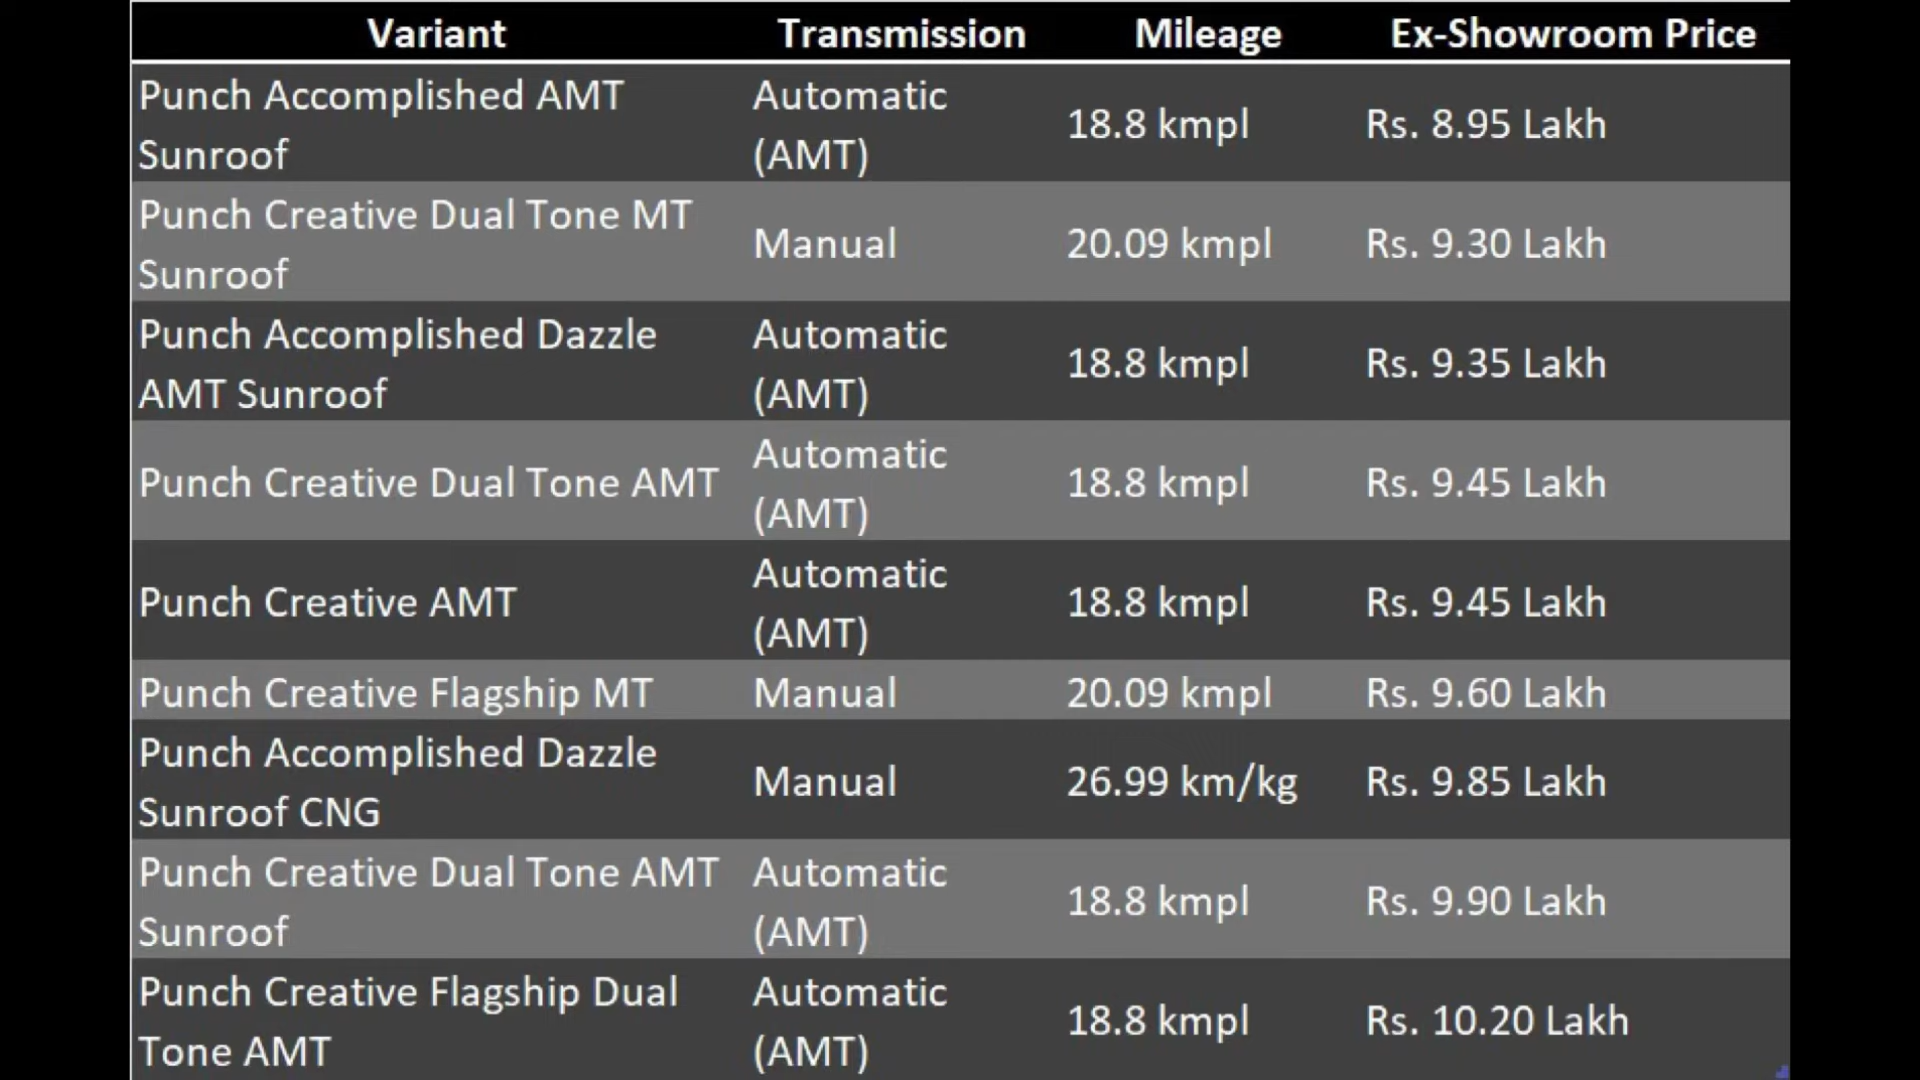 Variant Transmission Mileage Ex-Showroom Price
Punch Accomplished AMT Sunroof Automatic (AMT) 18.8 kmpl Rs. 8.95 Lakh
Punch Creative Dual Tone MT Sunroof Manual 20.09 kmpl Rs. 9.30 Lakh
Punch Accomplished Dazzle AMT Sunroof Automatic (AMT) 18.8 kmpl Rs. 9.35 Lakh
Punch Creative Dual Tone AMT Automatic (AMT) 18.8 kmpl Rs. 9.45 Lakh
Punch Creative AMT Automatic (AMT) 18.8 kmpl Rs. 9.45 Lakh
Punch Creative Flagship MT Manual 20.09 kmpl Rs. 9.60 Lakh
Punch Accomplished Dazzle Sunroof CNG Manual 26.99 km/kg Rs. 9.85 Lakh
Punch Creative Dual Tone AMT Sunroof Automatic (AMT) 18.8 kmpl Rs. 9.90 Lakh
Punch Creative Flagship Dual Tone AMT Automatic (AMT) 18.8 kmpl Rs. 10.20 Lakh